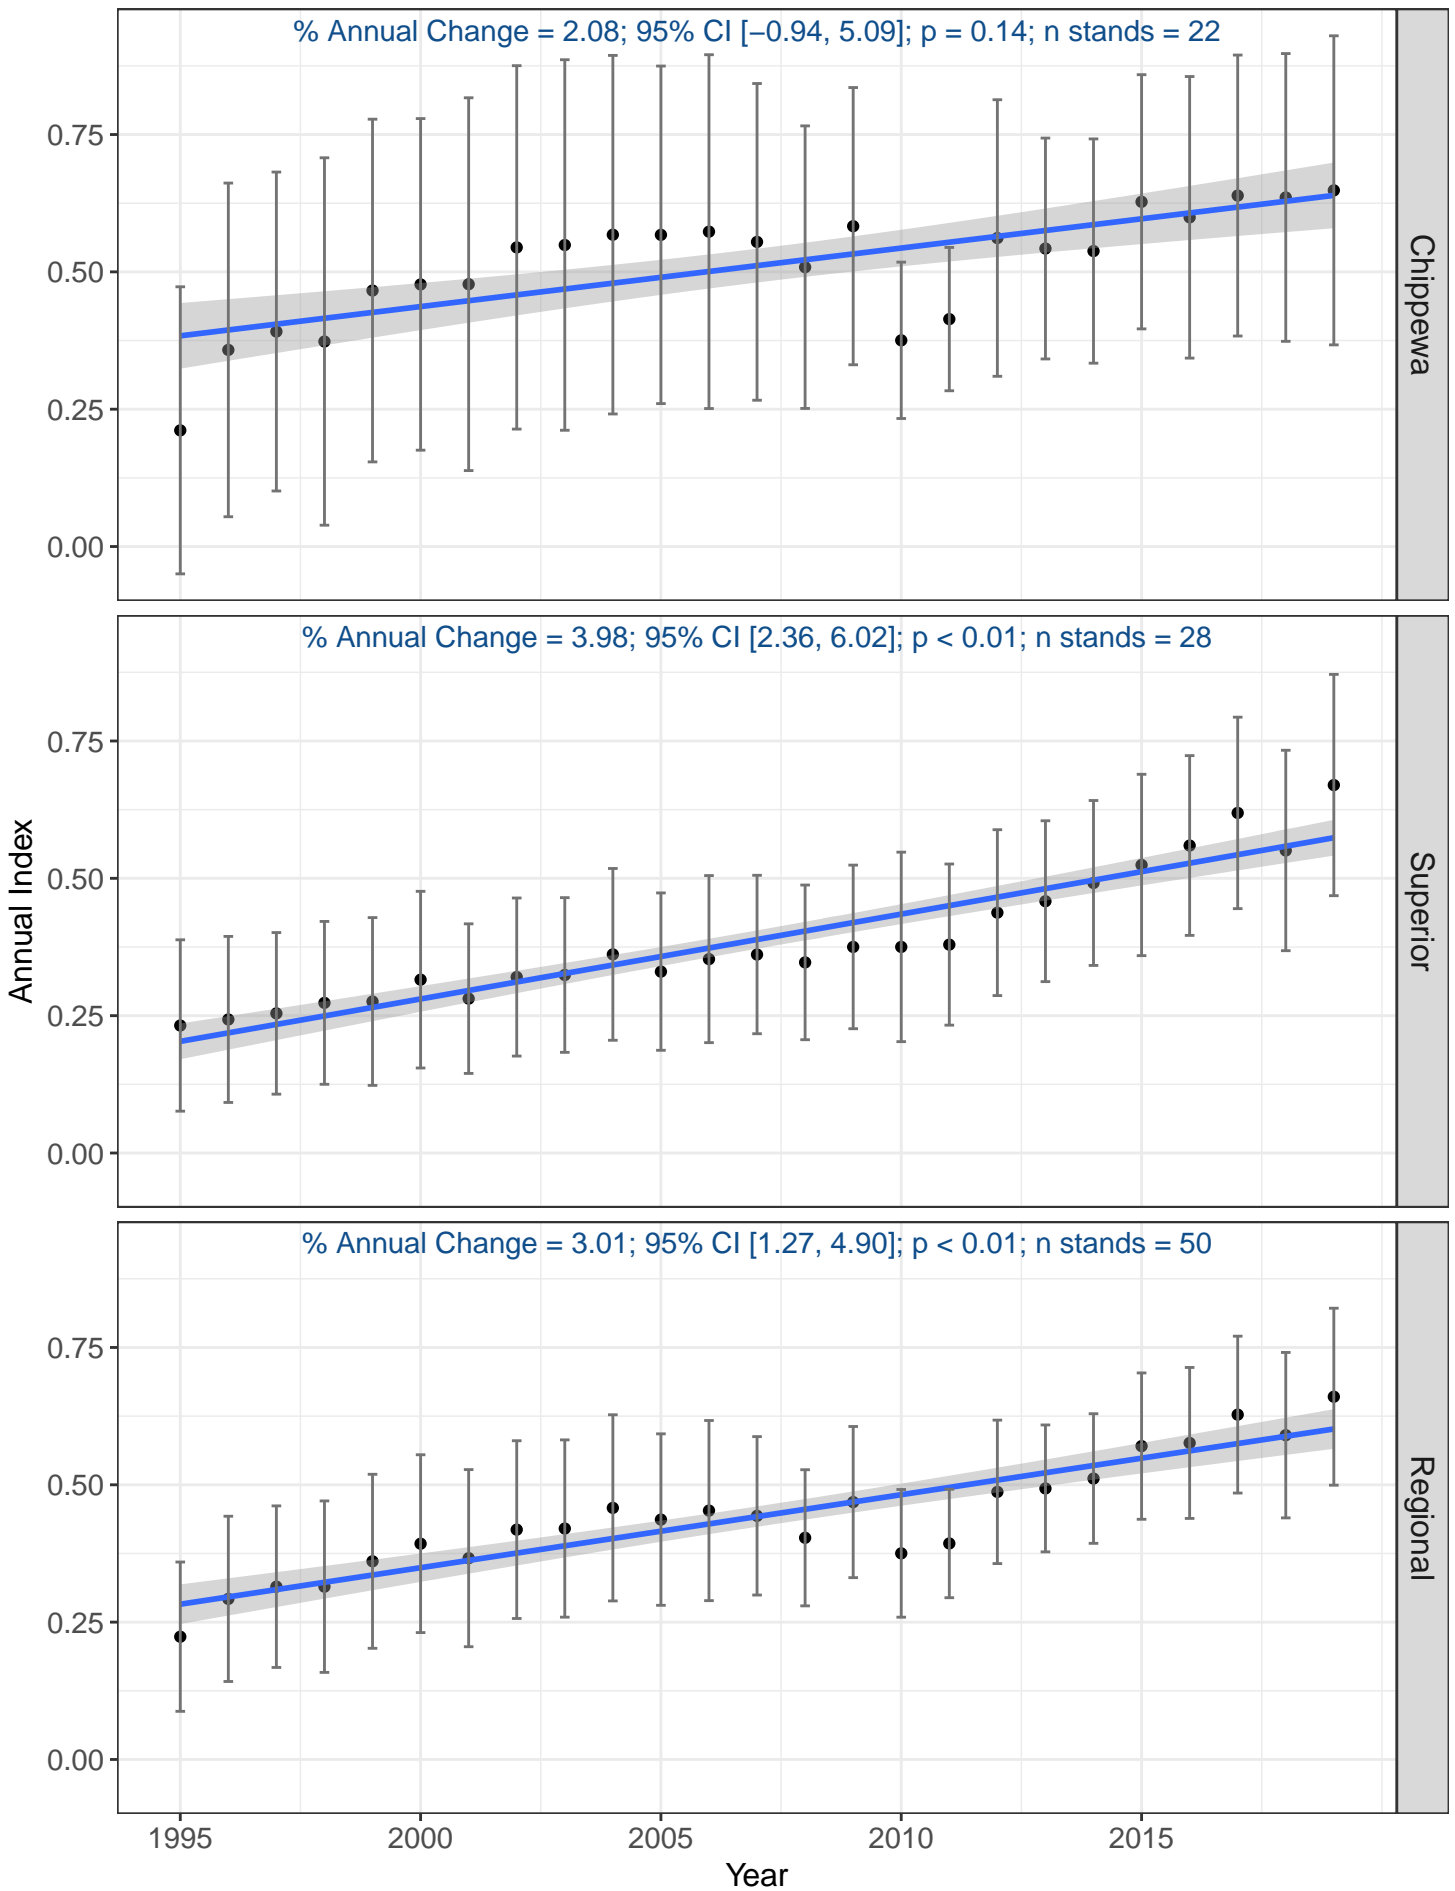 % Annual Change = 2.08; 95% CI [−0.94, 5.09]; p = 0.14; n stands = 22
0.75
0.50
0.25
0.00
Chippewa
% Annual Change = 3.98; 95% CI [2.36, 6.02]; p < 0.01; n stands = 28
0.75
0.50
0.25
0.00
Superior
Annual Index
% Annual Change = 3.01; 95% CI [1.27, 4.90]; p < 0.01; n stands = 50
0.75
0.50
0.25
0.00
Regional
1995 2000 2005 2010 2015
Year